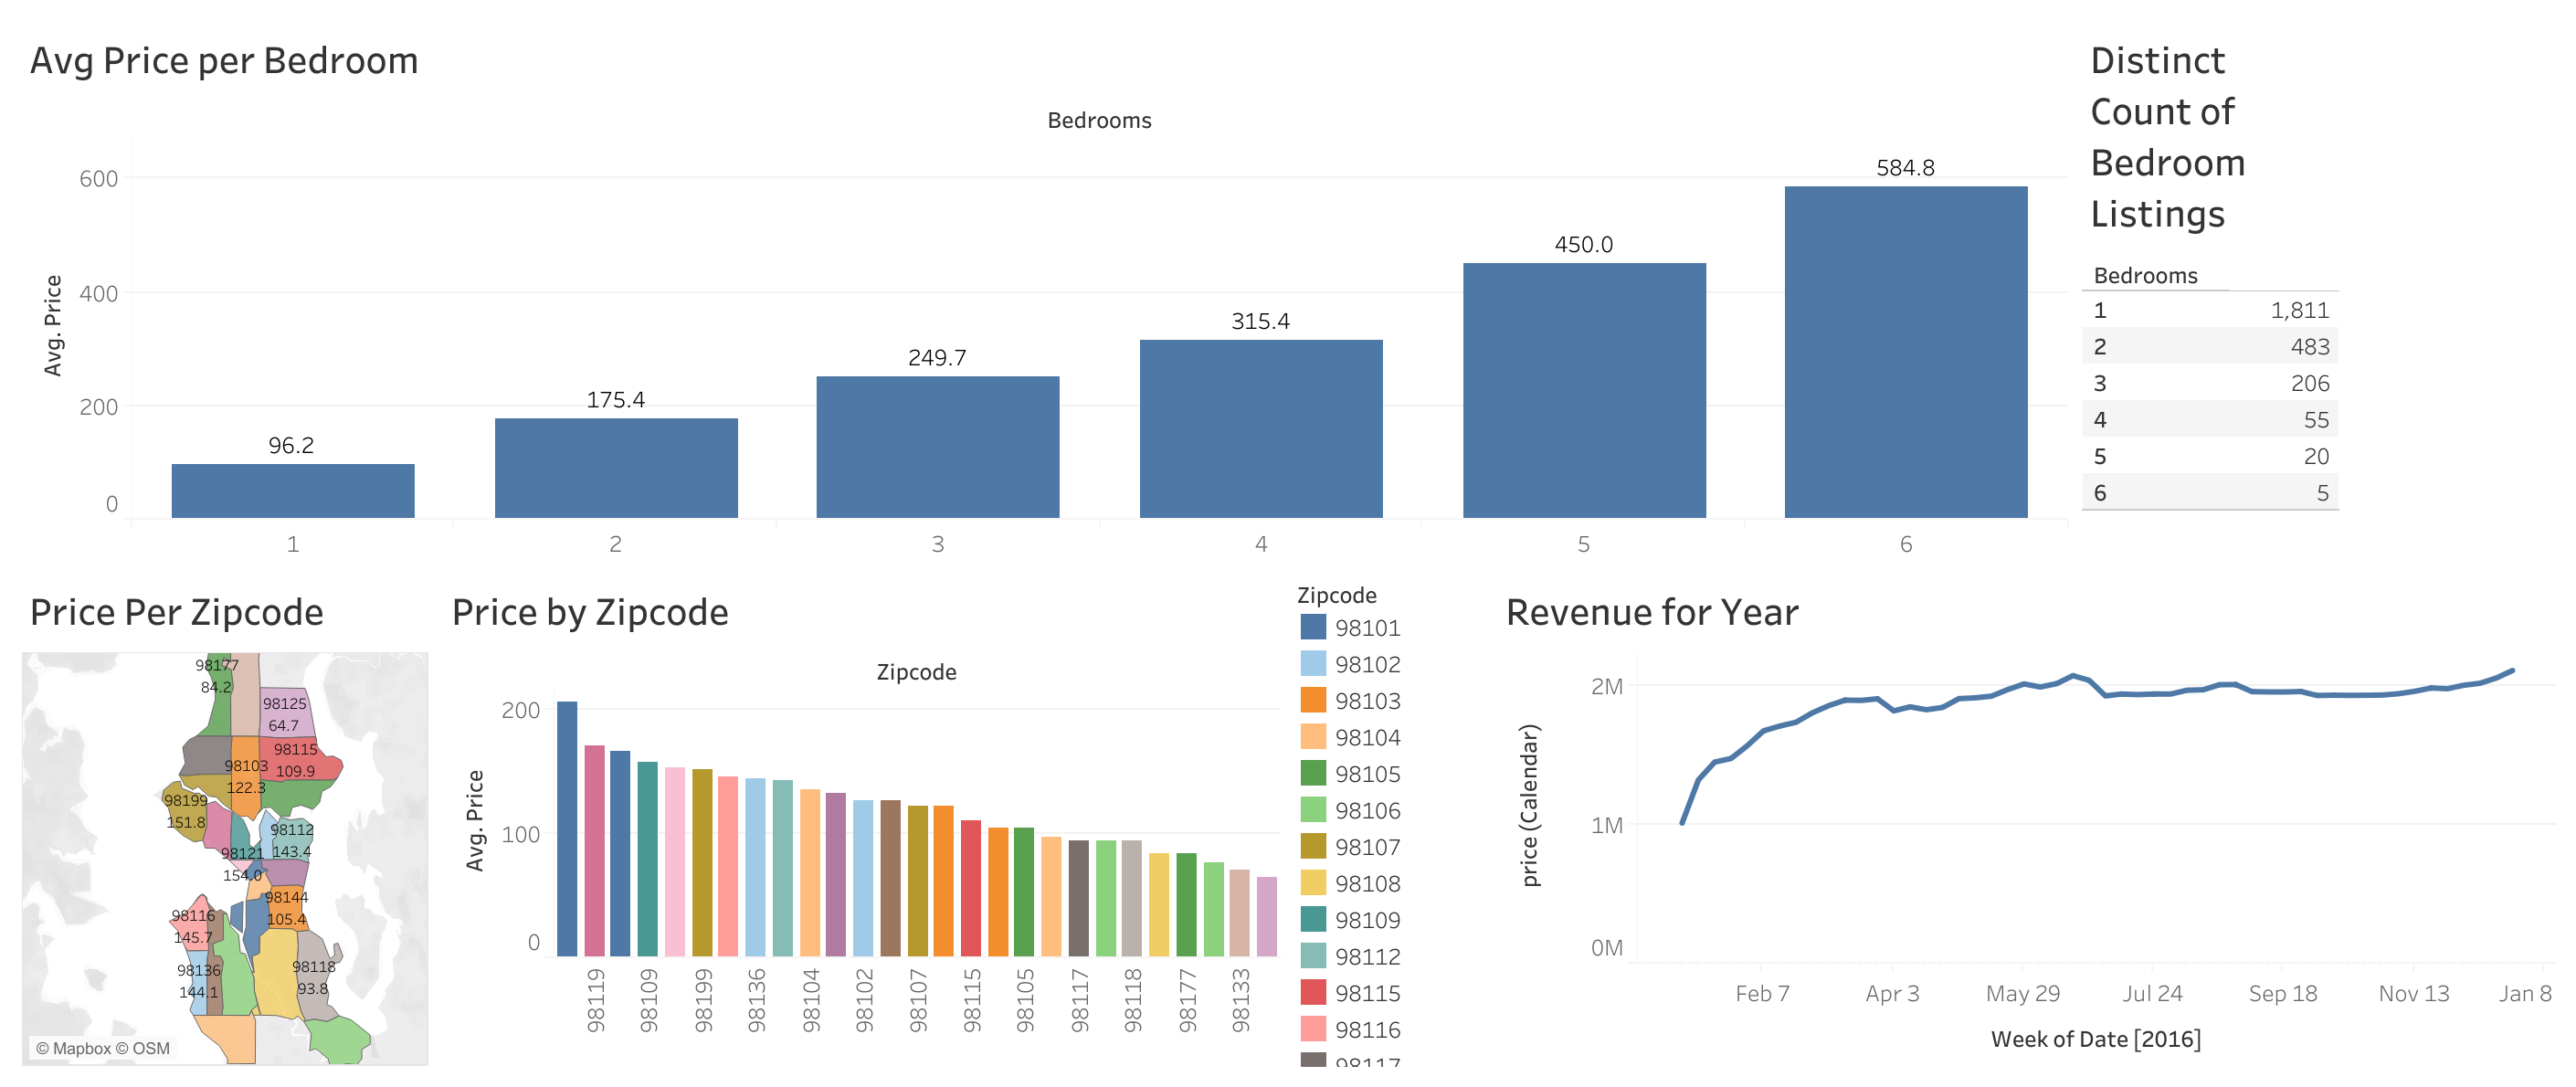 Avg Price per Bedroom
Bedrooms
Avg. Price
600
400
200
0
96.2
175.4
249.7
315.4
450.0
584.8
1
2
3
4
5
6
Distinct
Count of
Bedroom
Listings
Bedrooms
1 1,811
2 483
3 206
4 55
5 20
6 5
Price Per Zipcode
98177
84.2
98125
64.7
98115
109.9
98103
122.3
98199
151.8
98112
143.4
98121
154.0
98144
105.4
98116
145.7
98136
144.1
98118
93.8
© Mapbox © OSM
Price by Zipcode
Zipcode
Avg. Price
200
100
0
98119
98109
98199
98136
98104
98102
98107
98115
98105
98117
98118
98177
98133
Zipcode
98101
98102
98103
98104
98105
98106
98107
98108
98109
98112
98115
98116
98117
Revenue for Year
price (Calendar)
2M
1M
0M
Feb 7
Apr 3
May 29
Jul 24
Sep 18
Nov 13
Jan 8
Week of Date [2016]